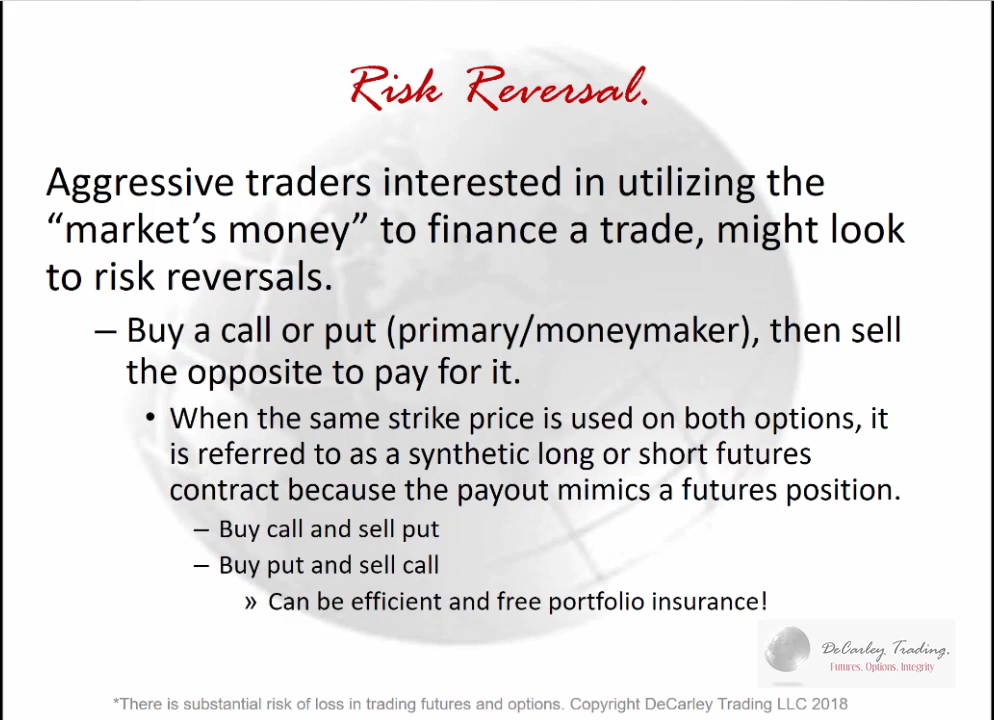 Risk Reversal.
Aggressive traders interested in utilizing the
“market’s money” to finance a trade, might look
to risk reversals.
– Buy a call or put (primary/moneymaker), then sell
the opposite to pay for it.
• When the same strike price is used on both options, it
is referred to as a synthetic long or short futures
contract because the payout mimics a futures position.
– Buy call and sell put
– Buy put and sell call
» Can be efficient and free portfolio insurance!
DeCarley Trading.
Futures, Options, Integrity
*There is substantial risk of loss in trading futures and options. Copyright DeCarley Trading LLC 2018